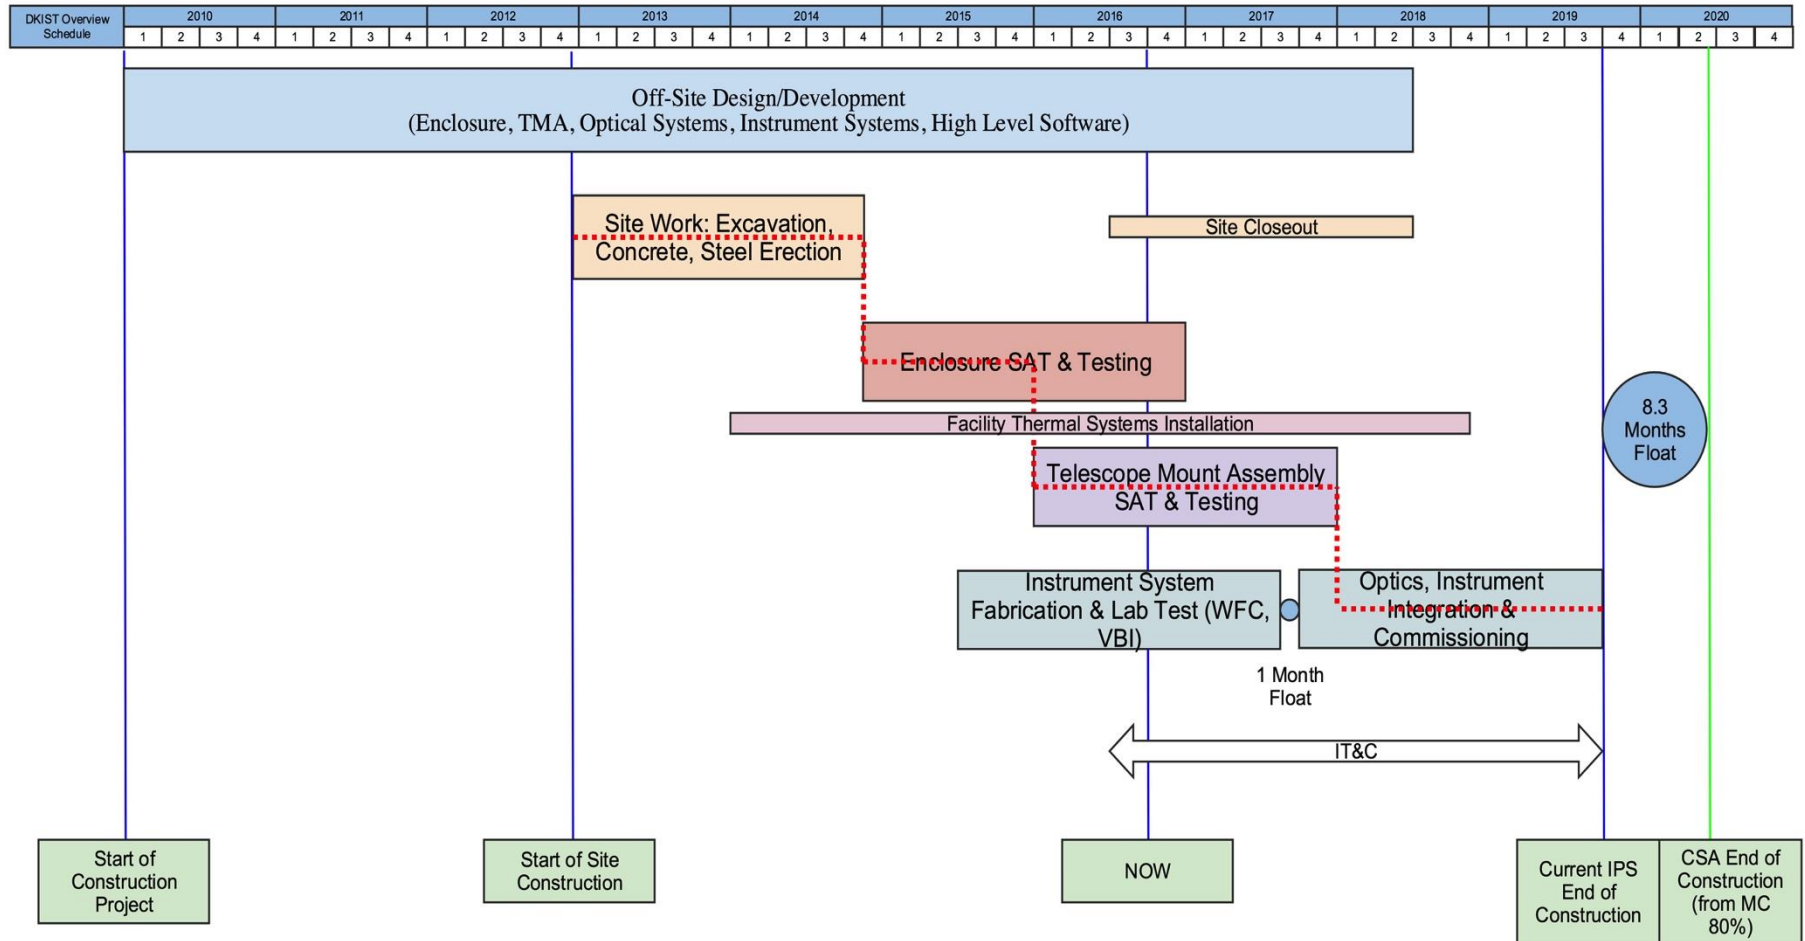 DKIST Overview
Schedule
2010 2011 2012 2013 2014 2015 2016 2017 2018 2019 2020
1 2 3 4 1 2 3 4 1 2 3 4 1 2 3 4 1 2 3 4 1 2 3 4 1 2 3 4 1 2 3 4 1 2 3 4 1 2 3 4 1 2 3 4
Off-Site Design/Development
(Enclosure, TMA, Optical Systems, Instrument Systems, High Level Software)
Site Work: Excavation,
Concrete, Steel Erection
Site Closeout
Enclosure SAT & Testing
Facility Thermal Systems Installation
8.3
Months
Float
Telescope Mount Assembly
SAT & Testing
Instrument System
Fabrication & Lab Test (WFC,
VBI)
Optics, Instrument
Integration &
Commissioning
1 Month
Float
IT&C
Start of
Construction
Project
Start of Site
Construction
NOW
Current IPS
End of
Construction
CSA End of
Construction
(from MC
80%)